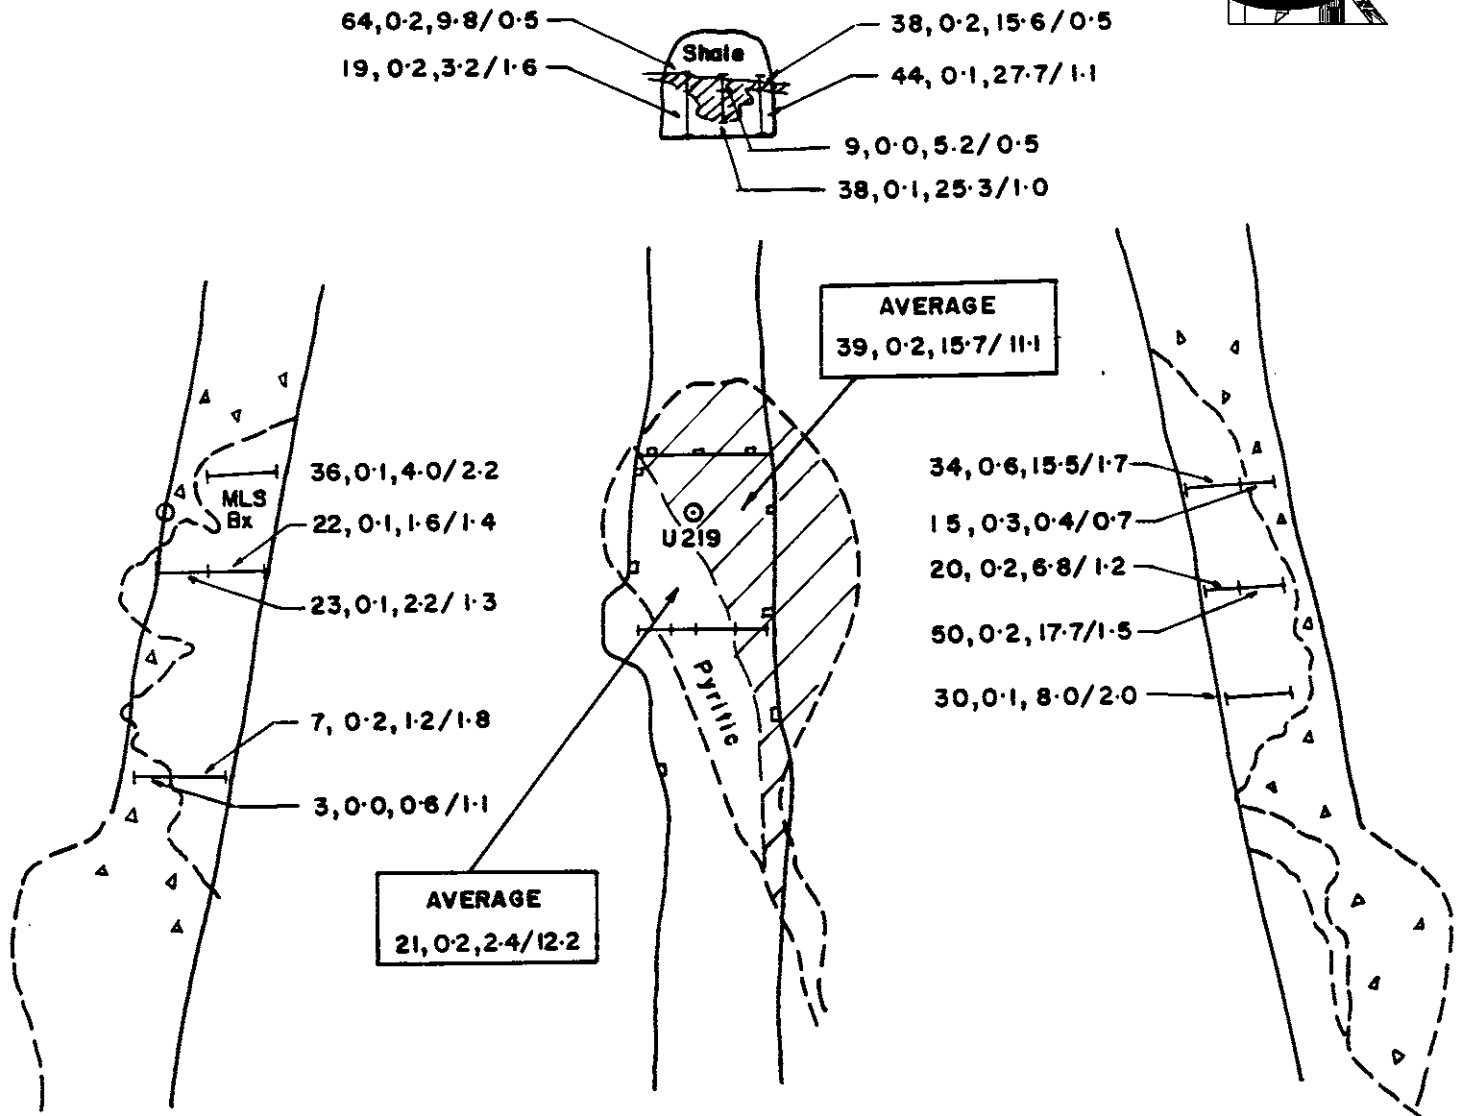 64, 0·2, 9·8/0·5
38, 0·2, 15·6/0·5
Shale
19, 0·2, 3·2/1·6
44, 0·1, 27·7/1·1
9, 0·0, 5·2/0·5
38, 0·1, 25·3/1·0
AVERAGE
39, 0·2, 15·7/11·1
36, 0·1, 4·0/2·2
MLS
Bx
22, 0·1, 1·6/1·4
23, 0·1, 2·2/1·3
7, 0·2, 1·2/1·8
3, 0·0, 0·6/1·1
U219
Pyritic
34, 0·6, 15·5/1·7
15, 0·3, 0·4/0·7
20, 0·2, 6·8/1·2
50, 0·2, 17·7/1·5
30, 0·1, 8·0/2·0
AVERAGE
21, 0·2, 2·4/12·2